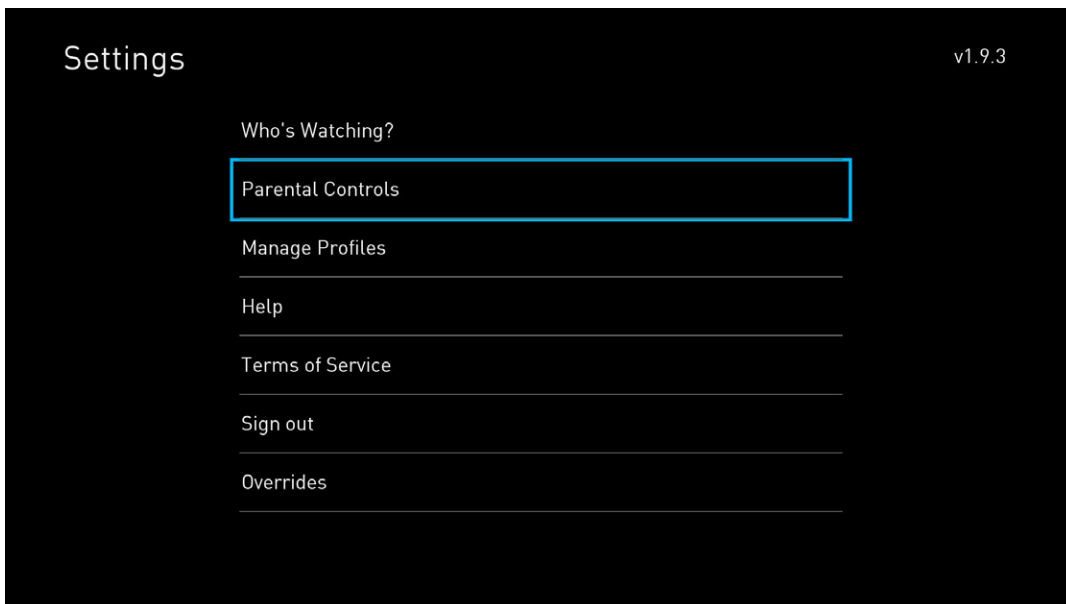 Settings
v1.9.3
Who's Watching?
Parental Controls
Manage Profiles
Help
Terms of Service
Sign out
Overrides